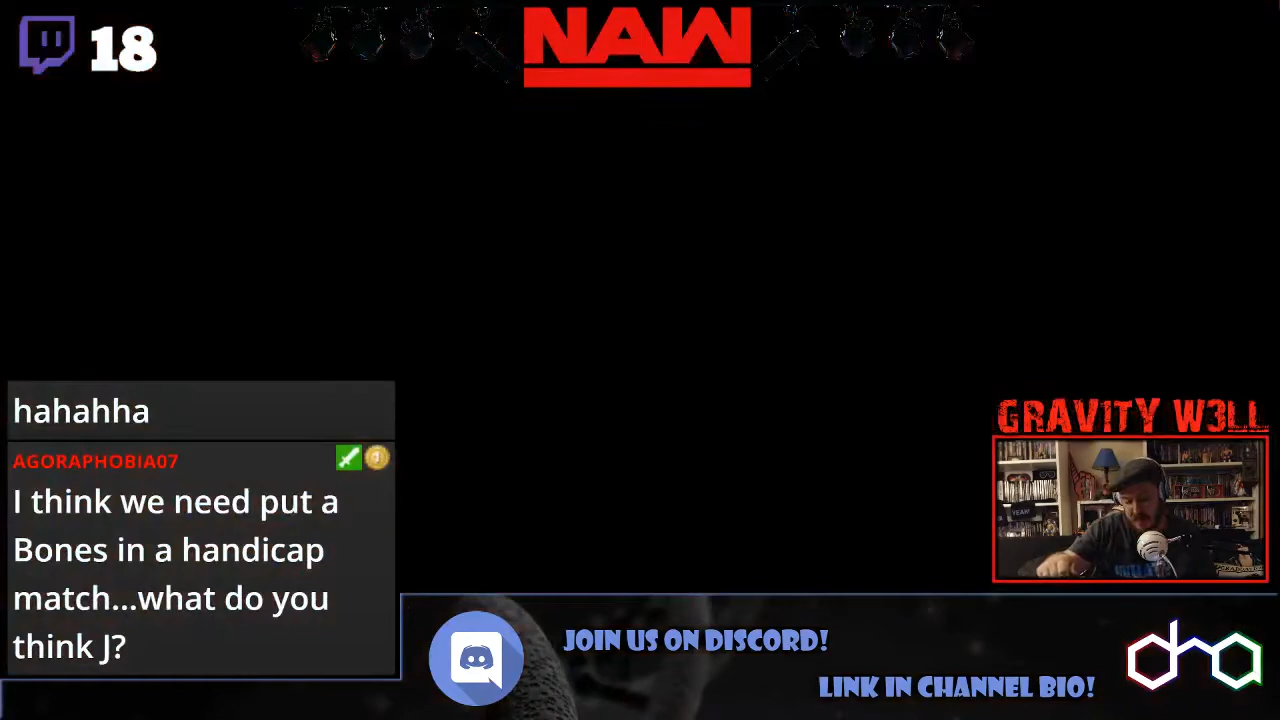 18
NAW
hahahha
AGORAPHOBIA07
I think we need put a
Bones in a handicap
match...what do you
think J?
GRAVITY W3LL
YEAH!
JOIN US ON DISCORD!
LINK IN CHANNEL BIO!